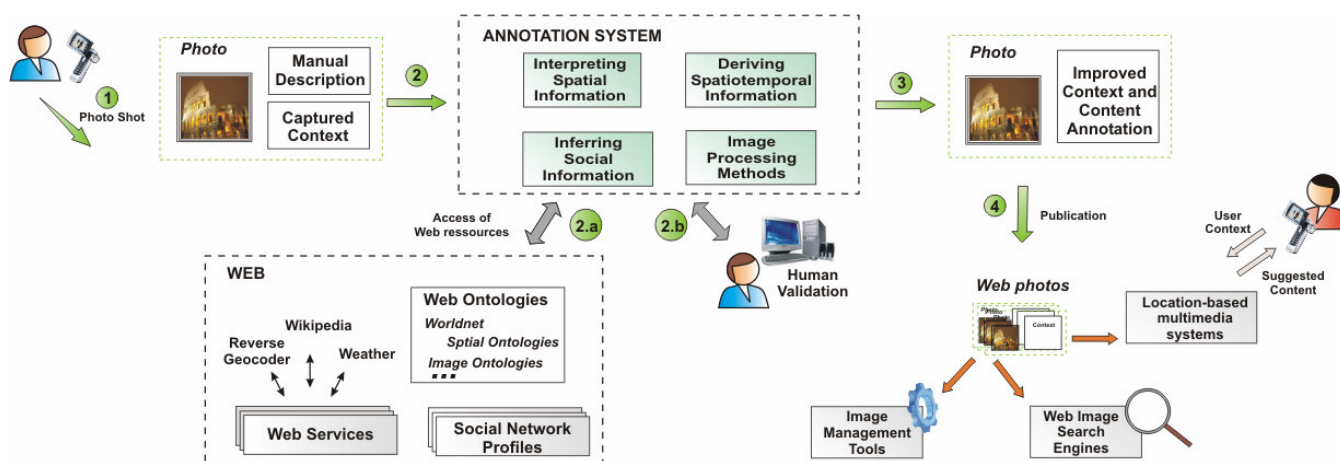 1
Photo Shot
Photo
Manual
Description
Captured
Context
2
ANNOTATION SYSTEM
Interpreting
Spatial
Information
Deriving
Spatiotemporal
Information
Inferring
Social
Information
Image
Processing
Methods
3
Photo
Improved
Context and
Content
Annotation
Access of
Web ressources
2.a
2.b
Human
Validation
4
Publication
User
Context
Suggested
Content
WEB
Web Ontologies
Worldnet
Sptial Ontologies
Image Ontologies
...
Wikipedia
Reverse
Geocoder
Weather
Web Services
Social Network
Profiles
Web photos
Photo
Photo
Photo
Context
Location-based
multimedia
systems
Image
Management
Tools
Web Image
Search
Engines